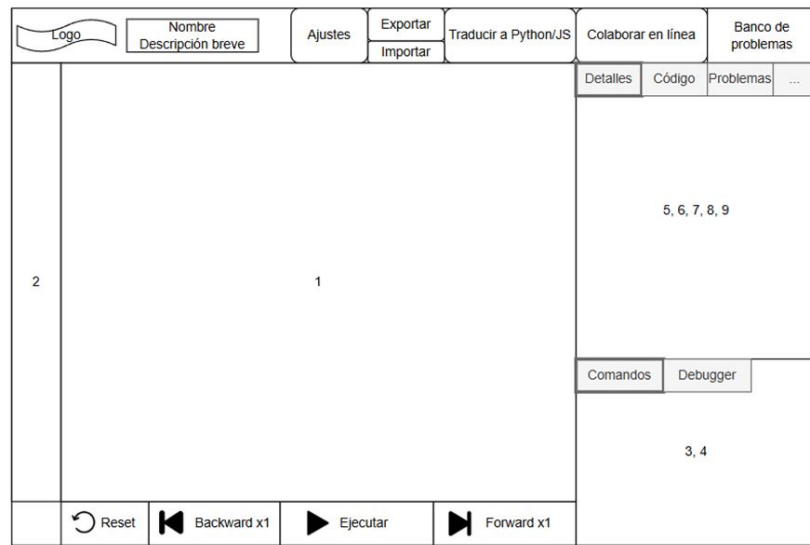 Logo
Nombre
Descripción breve
Ajustes
Exportar
Importar
Traducir a Python/JS
Colaborar en línea
Banco de
problemas
Detalles
Código
Problemas
...
5, 6, 7, 8, 9
2
1
Comandos
Debugger
3, 4
Reset
Backward x1
Ejecutar
Forward x1